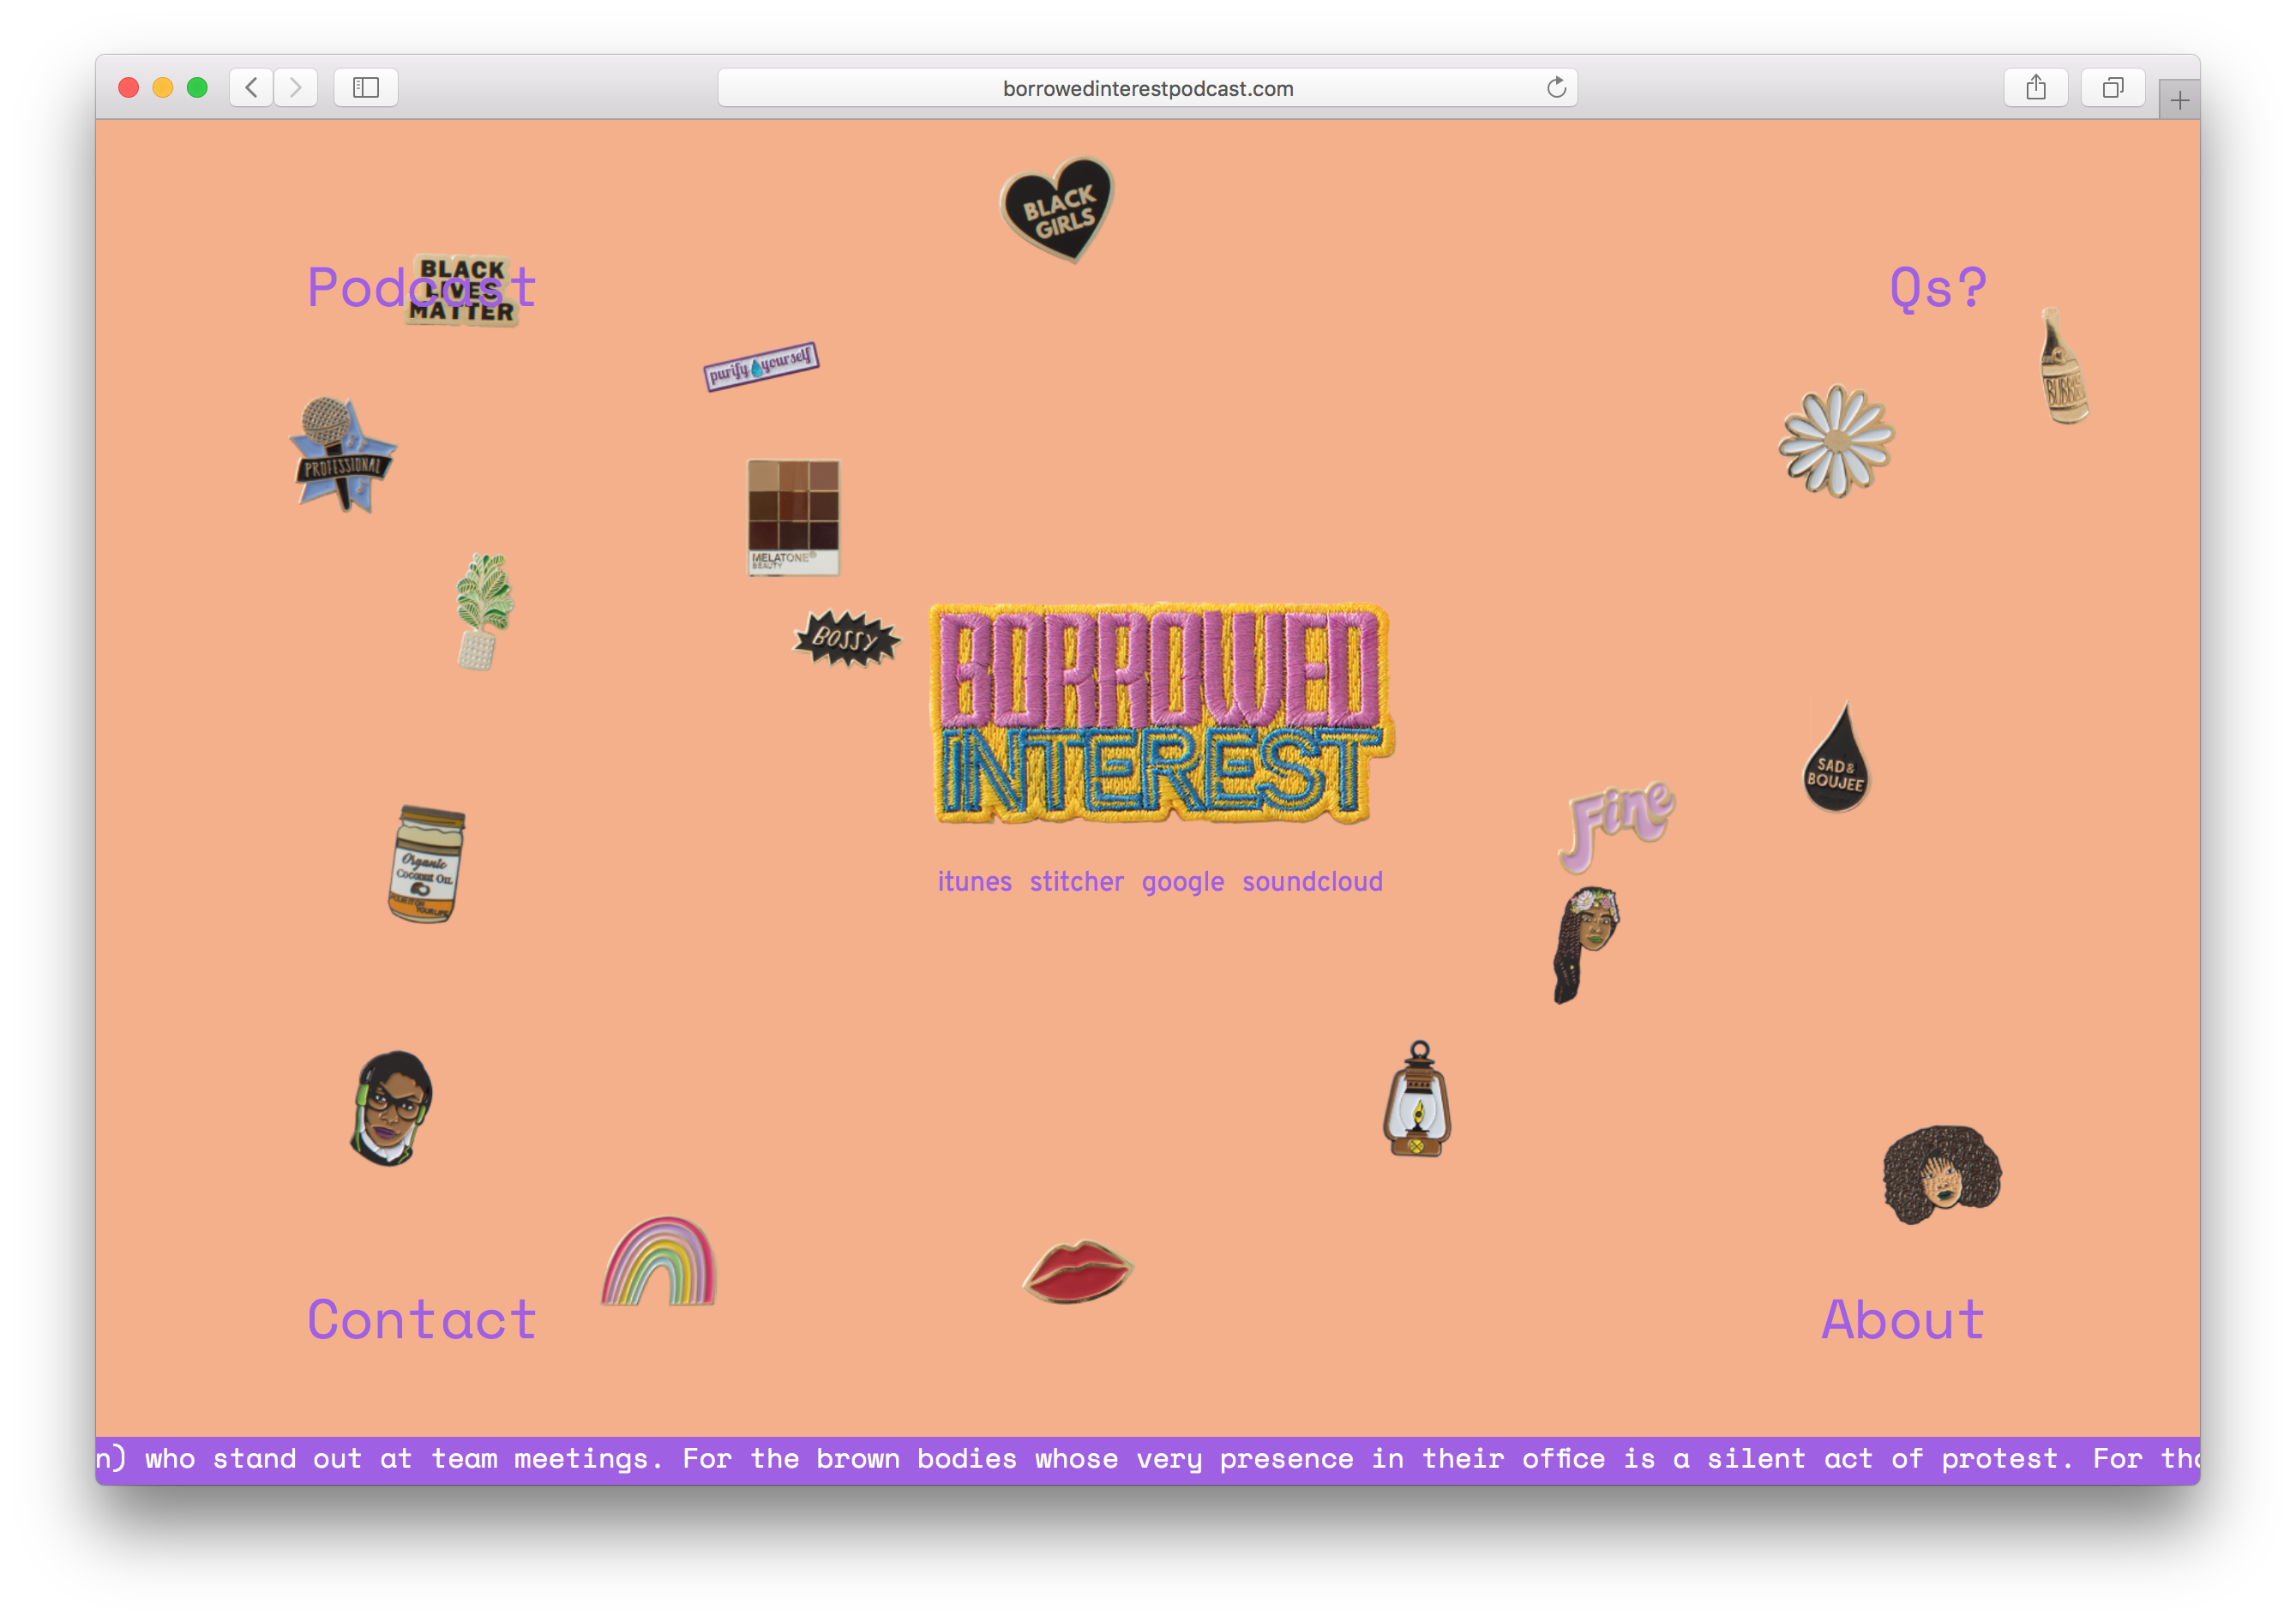 borrowedinterestpodcast.com
BLACK
GIRLS
Podcast
BLACK
LIVES
MATTER
Qs?
purify yourself
PROFESSIONAL
MELATONE®
BEAUTY
BOSSY
BORROWED
INTEREST
SAD&
BOUJEE
Fine
Organic
Coconut Oil
itunes stitcher google soundcloud
Contact
About
n) who stand out at team meetings. For the brown bodies whose very presence in their office is a silent act of protest. For tho